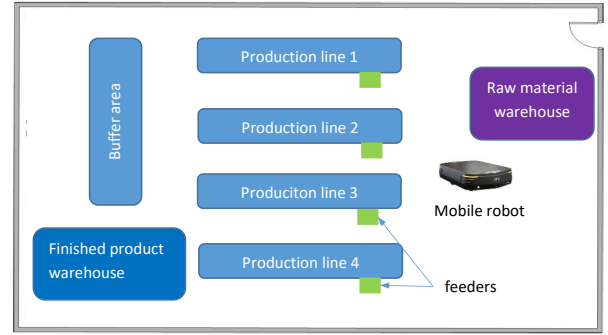 Production line 1
Raw material
warehouse
Buffer area
Production line 2
Produciton line 3
Mobile robot
Finished product
warehouse
Production line 4
feeders